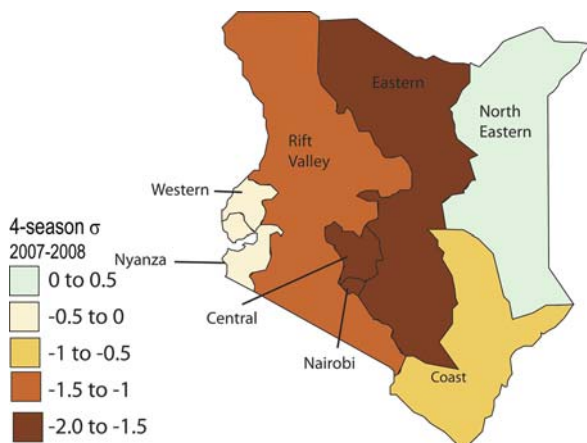 Eastern
North
Eastern
Rift
Valley
Western
4-season σ
2007-2008
Nyanza
0 to 0.5
-0.5 to 0
Central
-1 to -0.5
Nairobi
Coast
-1.5 to -1
-2.0 to -1.5